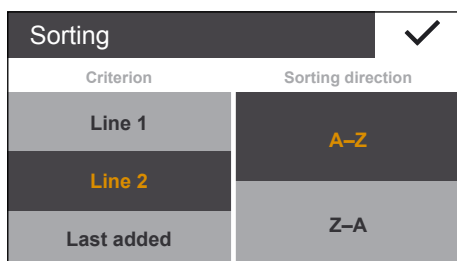 Sorting
Criterion
Sorting direction
Line 1
Line 2
Last added
A–Z
Z–A